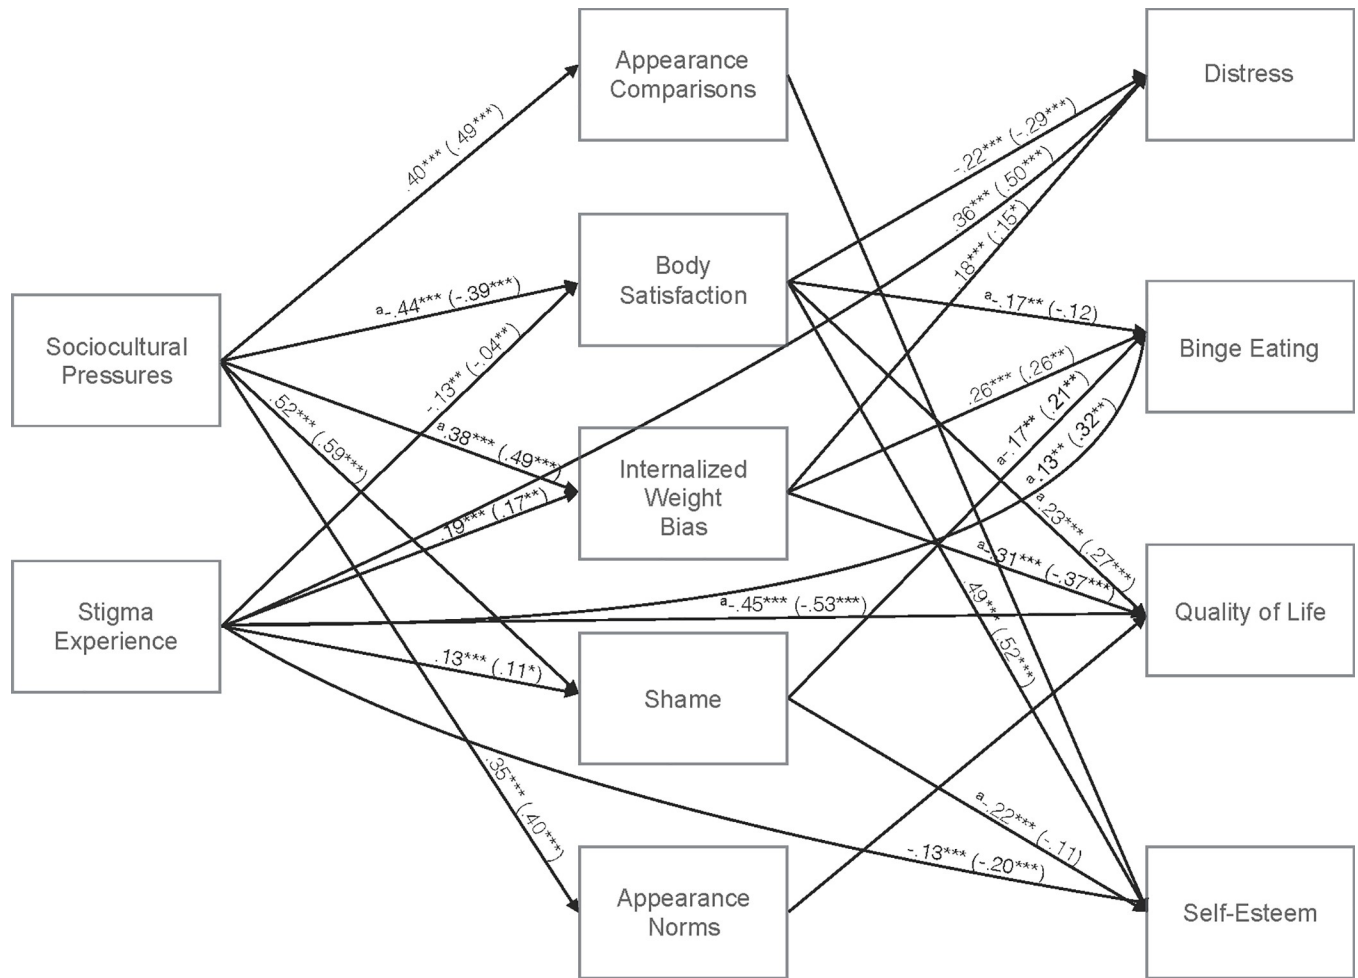 Appearance
Comparisons
Distress
.40*** (.49***)
-.22*** (-.29***)
.36*** (.50***)
.18*** (.15*)
Body
Satisfaction
Sociocultural
Pressures
a-.44*** (-.39***)
a-.17** (-.12)
Binge Eating
-.13** (-.04**)
.26*** (.26**)
.52*** (.59***)
a.38*** (.49***)
a-.17** (.21**)
a.13** (.32**)
Internalized
Weight
Bias
.19*** (.17**)
a.23*** (.27***)
a-.31*** (-.37***)
Stigma
Experience
a-.45*** (-.53***)
Quality of Life
.49*** (.52***)
.13*** (.11*)
Shame
.35*** (.40***)
a-.22*** (-.11)
-.13*** (-.20***)
Appearance
Norms
Self-Esteem